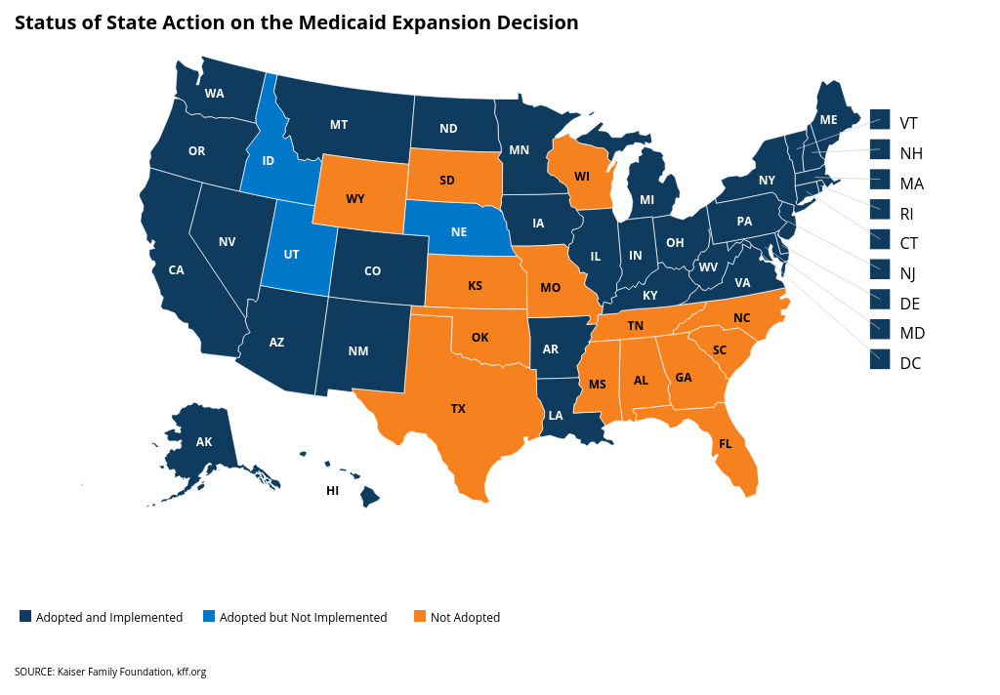 Status of State Action on the Medicaid Expansion Decision
WA
MT
ND
MN
ME
VT
OR
ID
SD
WI
NH
WY
MI
NY
MA
NV
UT
NE
IA
PA
RI
CA
CO
IL
IN
OH
WV
VA
CT
KS
MO
KY
NJ
AZ
NM
OK
AR
TN
NC
DE
TX
LA
MS
AL
GA
SC
MD
AK
HI
FL
DC
Adopted and Implemented
Adopted but Not Implemented
Not Adopted
SOURCE: Kaiser Family Foundation, kff.org